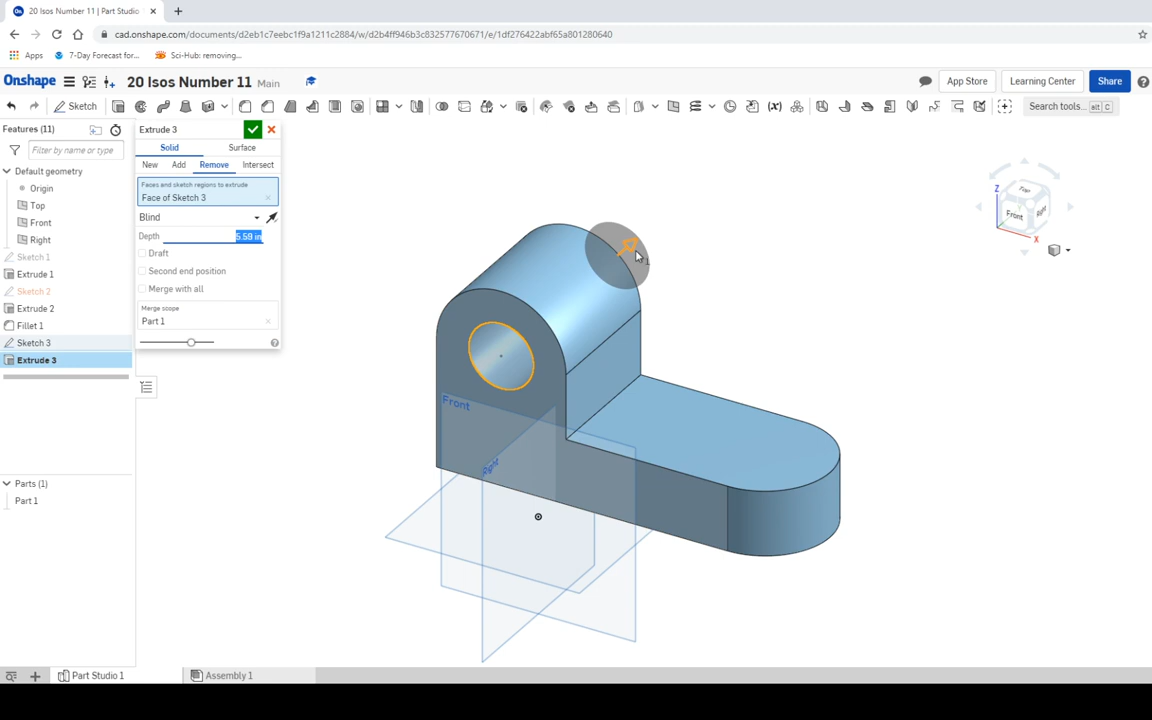 20 Isos Number 11 | Part Studio
cad.onshape.com/documents/d2eb1c7eebc1f9a1211c2884/w/d2b4ff946b3c832577670671/e/1df276422abf65a801280640
Apps 7-Day Forecast for... Sci-Hub: removing...
Onshape 20 Isos Number 11 Main App Store Learning Center Share
Sketch Search tools... alt C
Features (11)
Filter by name or type
Default geometry
Origin
Top
Front
Right
Sketch 1
Extrude 1
Sketch 2
Extrude 2
Fillet 1
Sketch 3
Extrude 3
Parts (1)
Part 1
Extrude 3
Solid Surface
New Add Remove Intersect
Faces and sketch regions to extrude
Face of Sketch 3
Blind
Depth 5.59 in
Draft
Second end position
Merge with all
Merge scope
Part 1
Front
Right
Z
Front
Right
X
Part Studio 1 Assembly 1